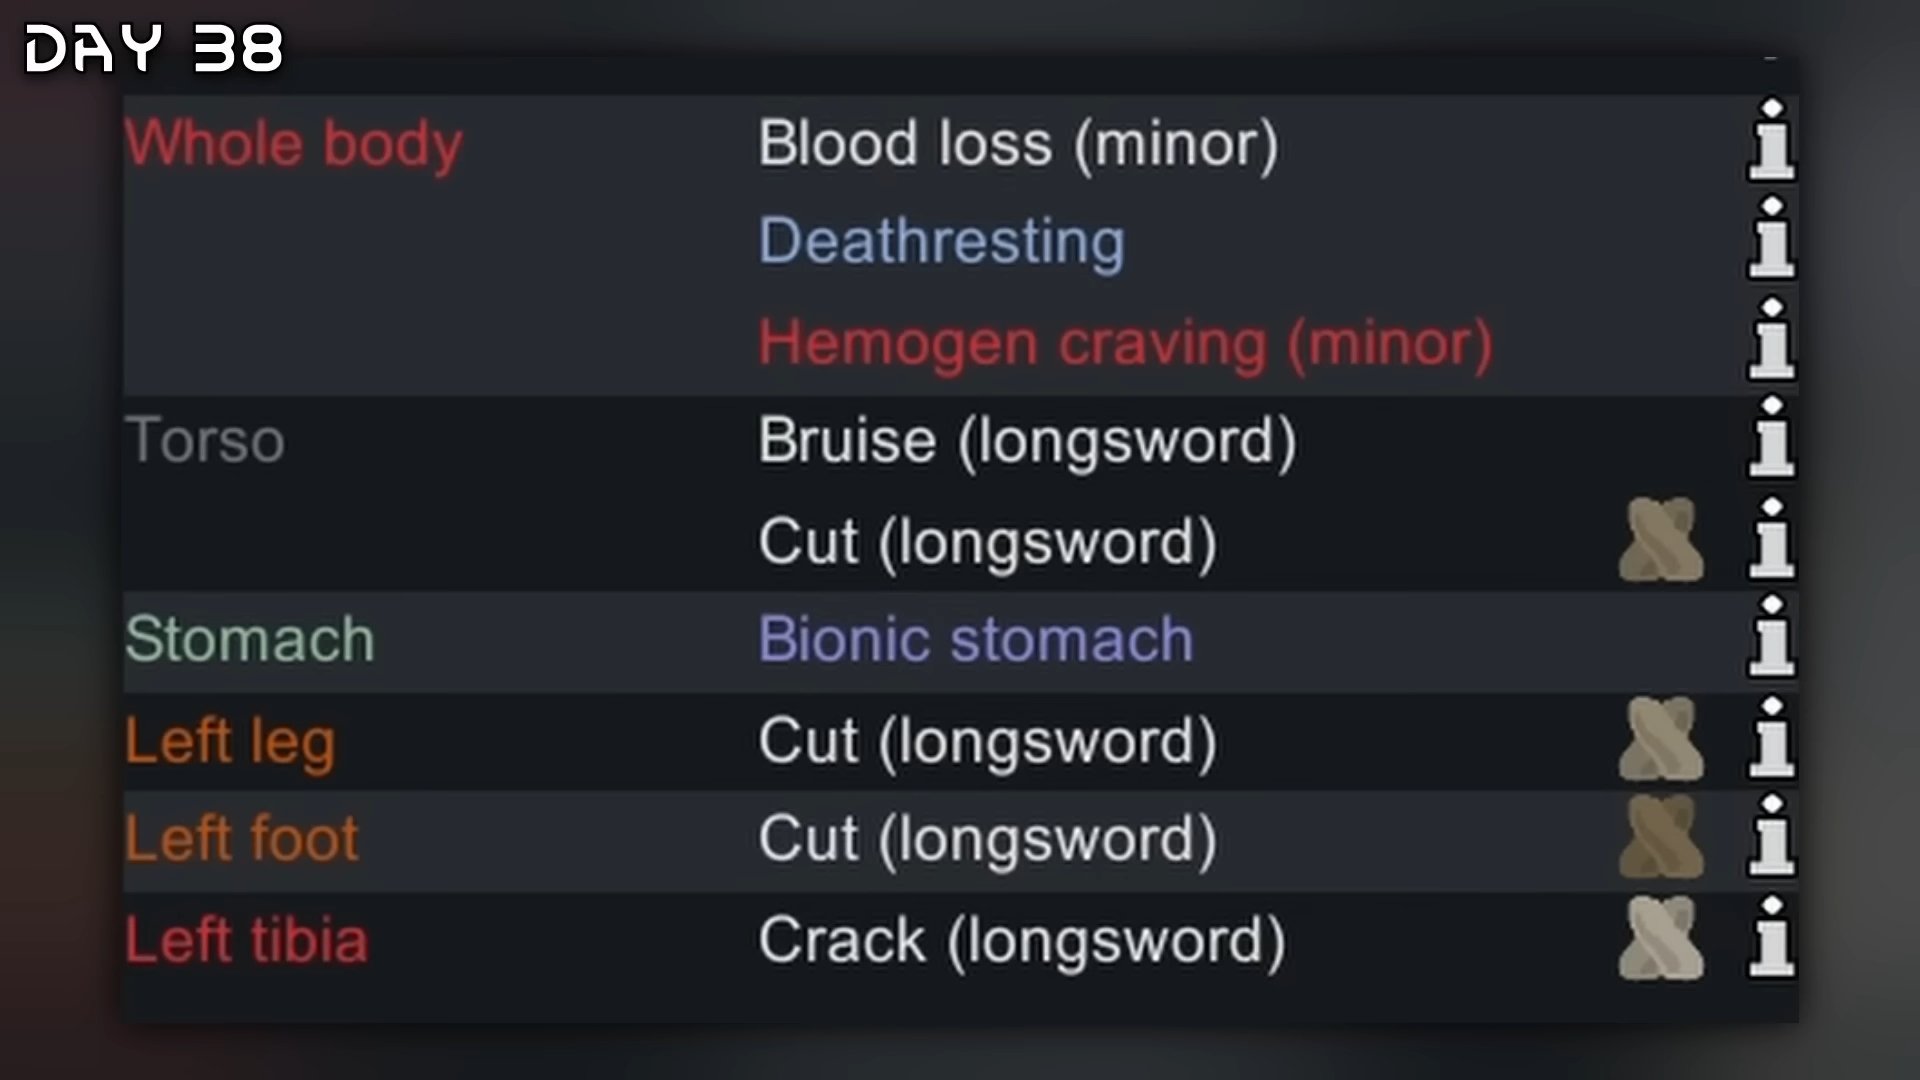 DAY 38
Whole body Blood loss (minor)
Deathresting
Hemogen craving (minor)
Torso Bruise (longsword)
Cut (longsword)
Stomach Bionic stomach
Left leg Cut (longsword)
Left foot Cut (longsword)
Left tibia Crack (longsword)